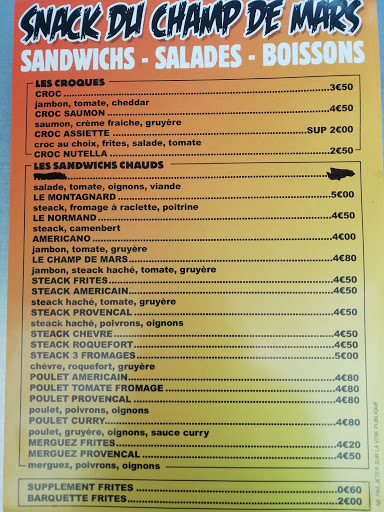 SNACK DU CHAMP DE MARS
SANDWICHS - SALADES - BOISSONS
LES CROQUES
CROC 3€50
jambon, tomate, cheddar
CROC SAUMON 4€50
saumon, crème fraiche, gruyère
CROC ASSIETTE SUP 2€00
croc au choix, frites, salade, tomate
CROC NUTELLA 2€50
LES SANDWICHS CHAUDS
salade, tomate, oignons, viande
LE MONTAGNARD 5€00
steack, fromage à raclette, poitrine
LE NORMAND 4€50
steack, camenbert
AMERICANO 4€00
jambon, tomate, gruyère
LE CHAMP DE MARS 4€80
jambon, steack haché, tomate, gruyère
STEACK FRITES 4€50
STEACK AMERICAIN 4€50
steack haché, tomate, gruyère
STEACK PROVENCAL 4€50
steack haché, poivrons, oignons
STEACK CHEVRE 4€50
STEACK ROQUEFORT 4€50
STEACK 3 FROMAGES 5€00
chèvre, roquefort, gruyère
POULET AMERICAIN 4€80
POULET TOMATE FROMAGE 4€80
POULET PROVENCAL 4€80
poulet, poivrons, oignons
POULET CURRY 4€80
poulet, gruyère, oignons, sauce curry
MERGUEZ FRITES 4€20
MERGUEZ PROVENCAL 4€50
merguez, poivrons, oignons
SUPPLEMENT FRITES 0€60
BARQUETTE FRITES 2€00
NE PAS JETER SUR LA VOIE PUBLIQUE